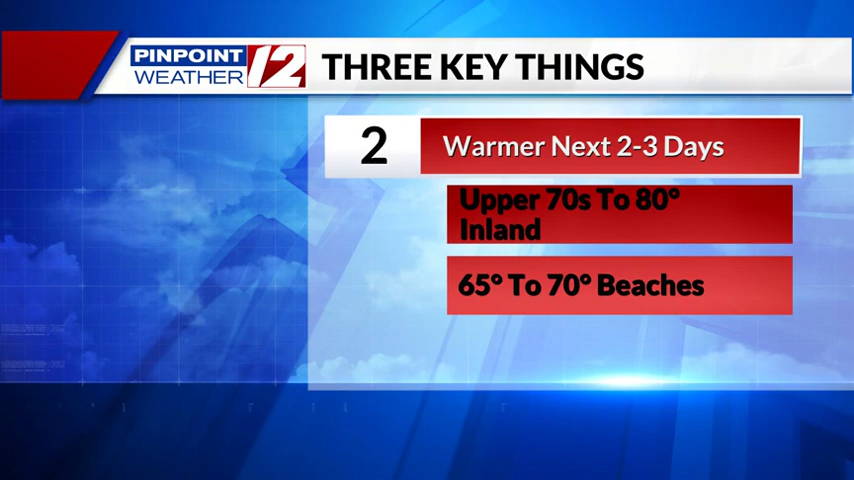 PINPOINT
WEATHER 12
THREE KEY THINGS
2
Warmer Next 2-3 Days
Upper 70s To 80°
Inland
65° To 70° Beaches